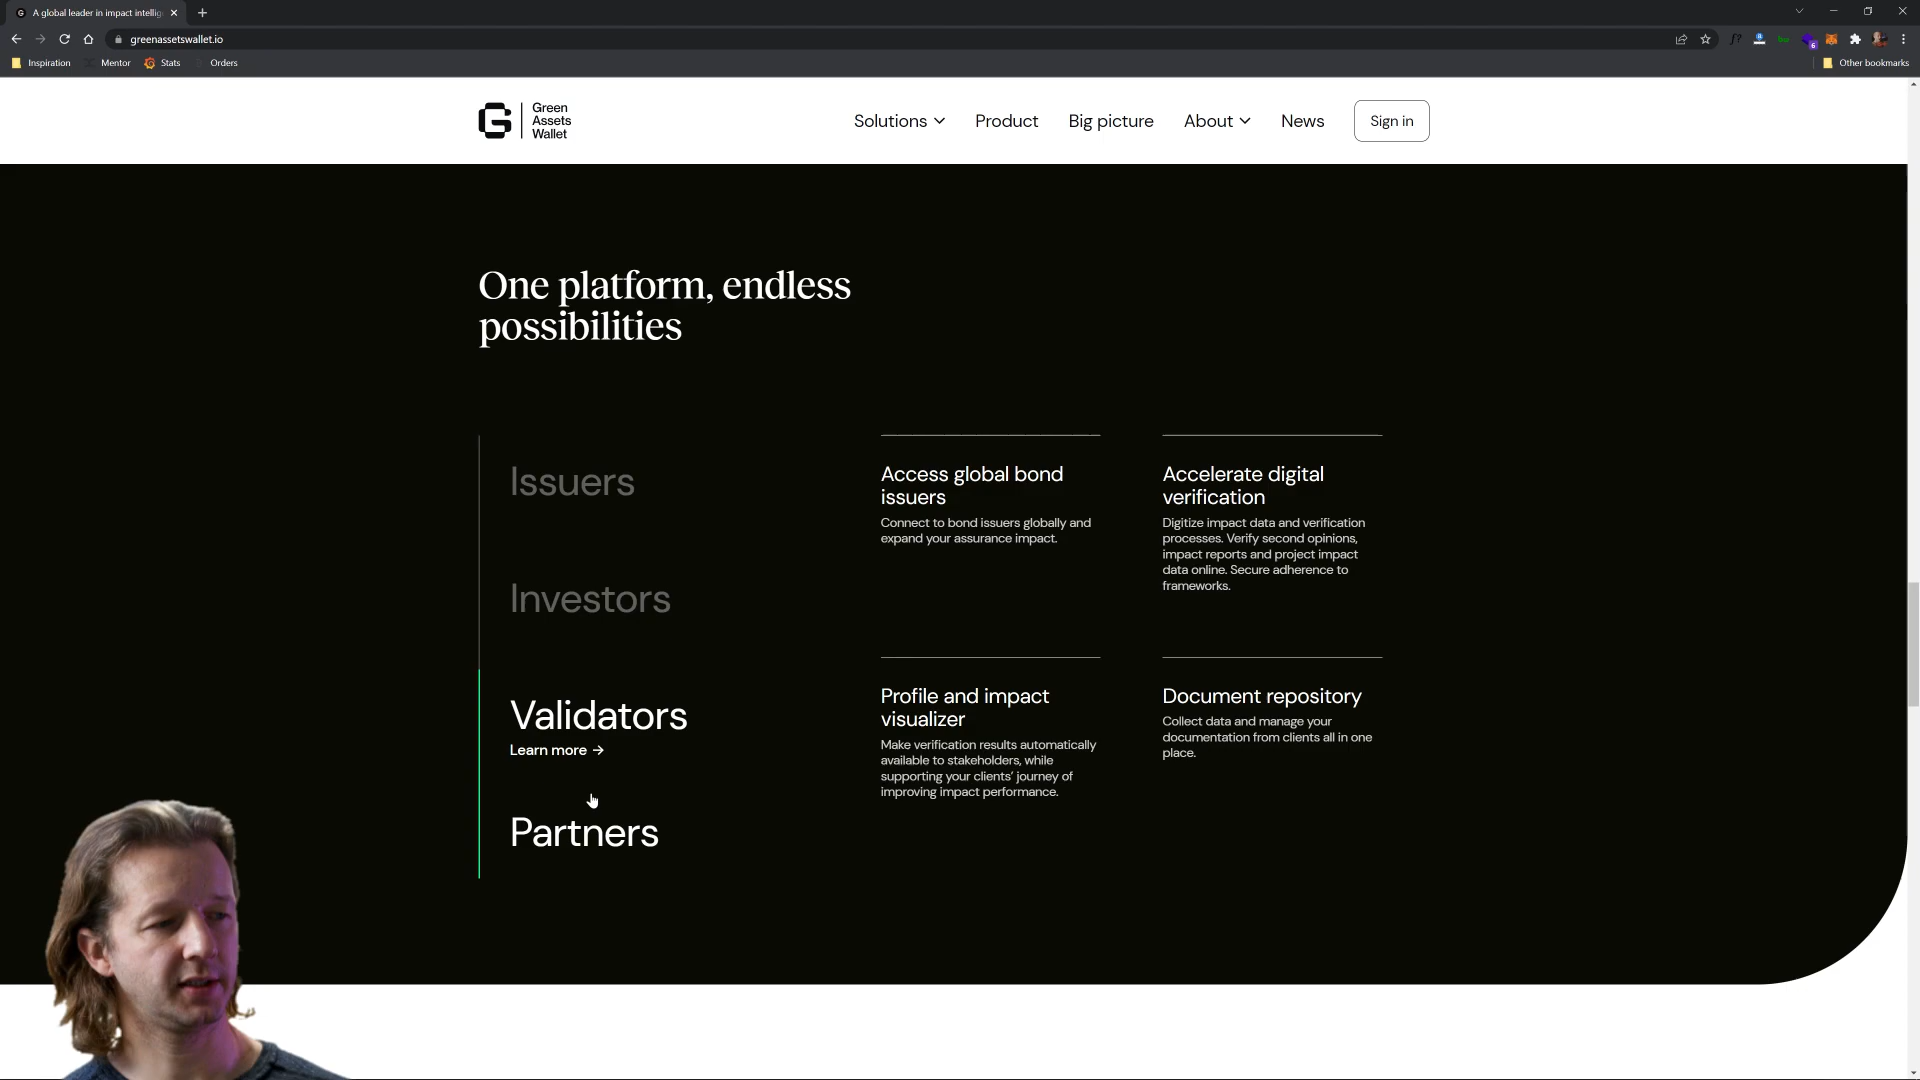 A global leader in impact intellig
greenassetswallet.io
6
Inspiration
Mentor
Stats
Orders
Other bookmarks
G
Green
Assets
Wallet
Solutions
Product
Big picture
About
News
Sign in
One platform, endless
possibilities
Issuers
Investors
Validators
Learn more →
Partners
Access global bond
issuers
Connect to bond issuers globally and
expand your assurance impact.
Accelerate digital
verification
Digitize impact data and verification
processes. Verify second opinions,
impact reports and project impact
data online. Secure adherence to
frameworks.
Profile and impact
visualizer
Make verification results automatically
available to stakeholders, while
supporting your clients’ journey of
improving impact performance.
Document repository
Collect data and manage your
documentation from clients all in one
place.